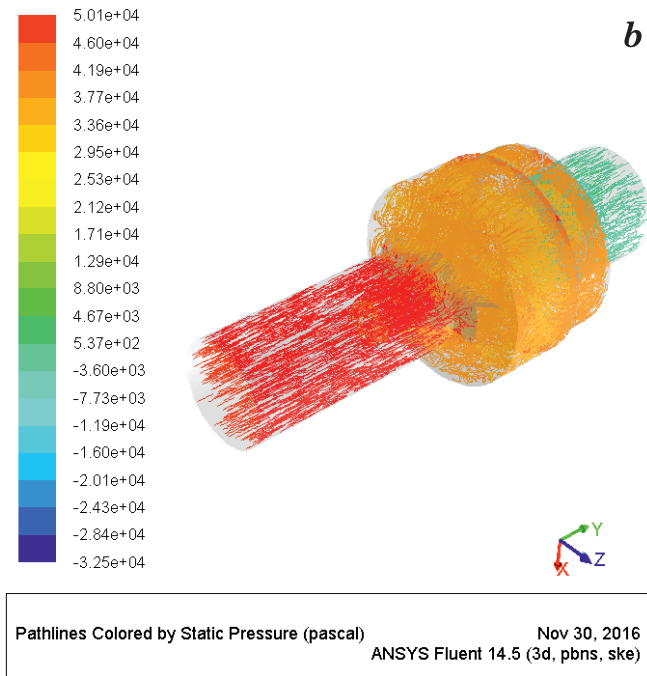 b
5.01e+04
4.60e+04
4.19e+04
3.77e+04
3.36e+04
2.95e+04
2.53e+04
2.12e+04
1.71e+04
1.29e+04
8.80e+03
4.67e+03
5.37e+02
-3.60e+03
-7.73e+03
-1.19e+04
-1.60e+04
-2.01e+04
-2.43e+04
-2.84e+04
-3.25e+04
Y
X
Z
Pathlines Colored by Static Pressure (pascal)
Nov 30, 2016
ANSYS Fluent 14.5 (3d, pbns, ske)